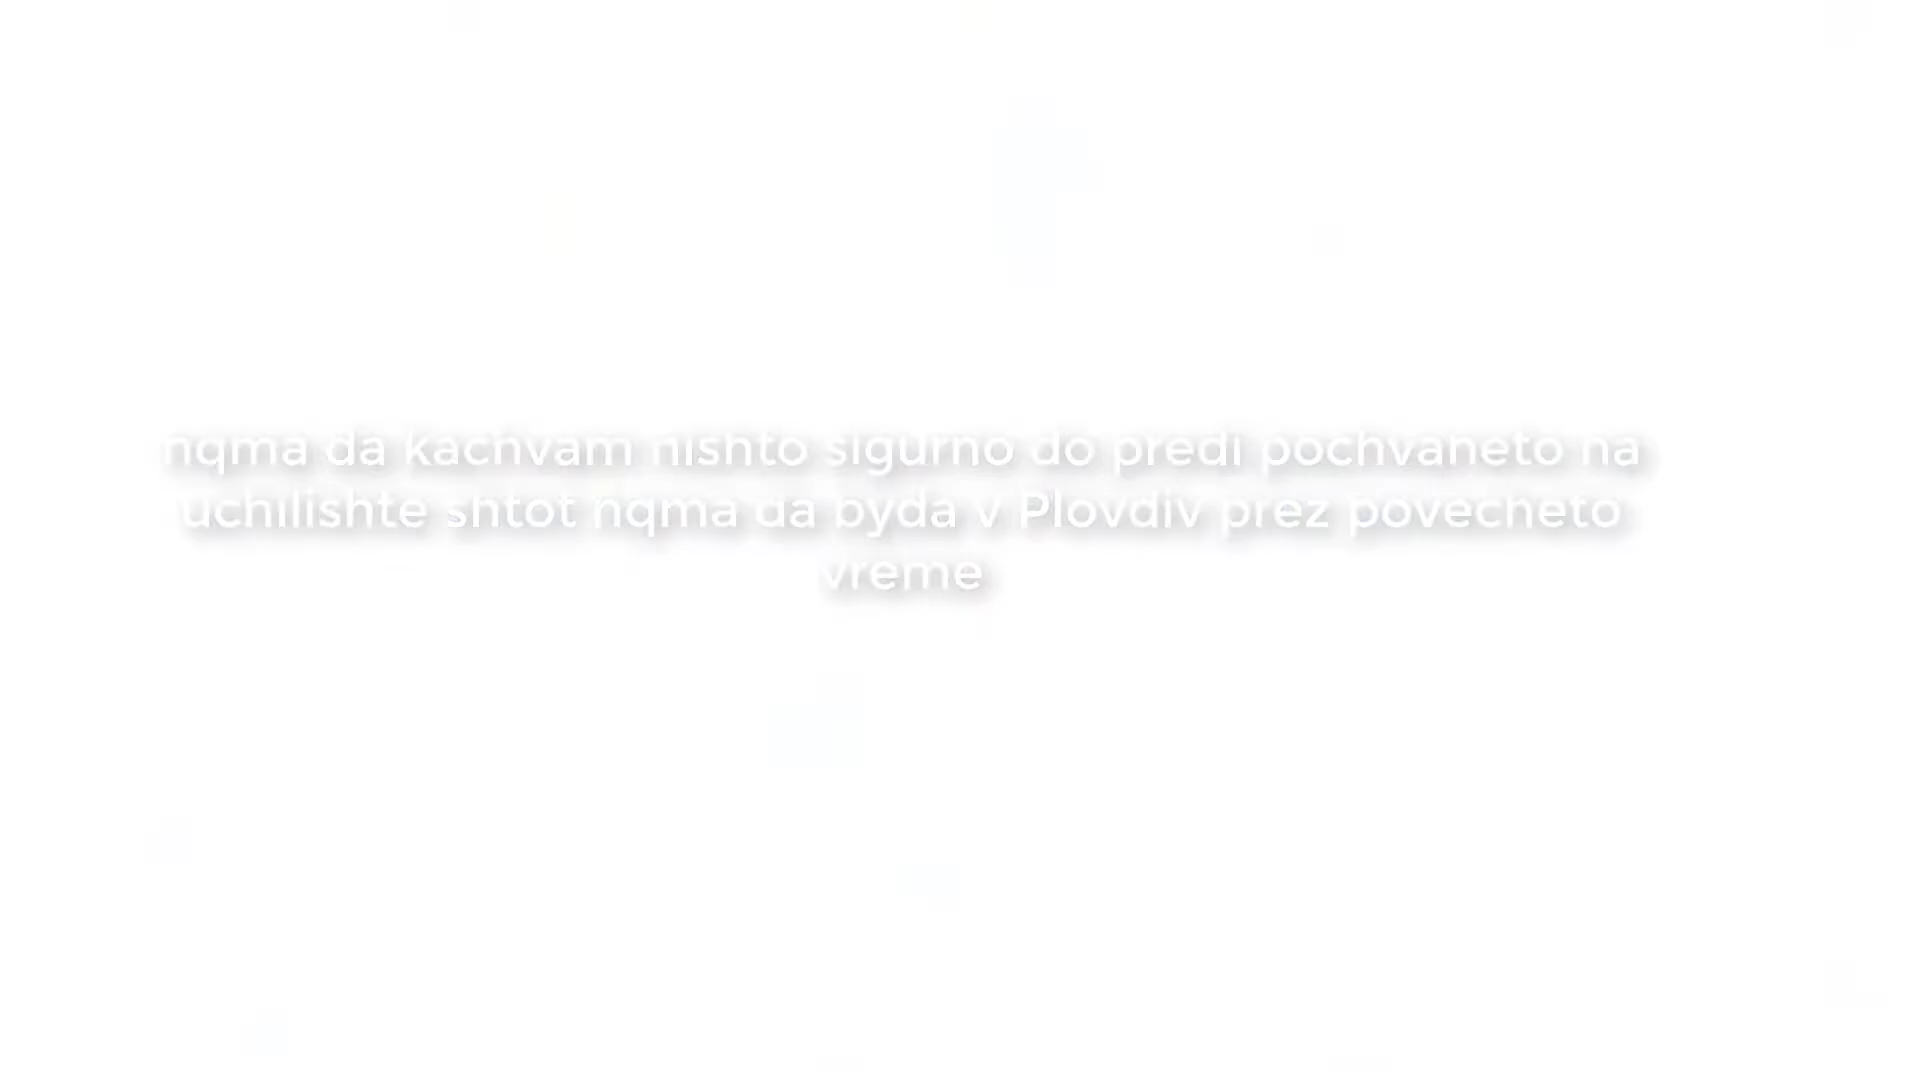 nqma da kachvam nishto sigurno do predi pochvaneto na
uchilishte shtot nqma da byda v Plovdiv prez povecheto
vreme